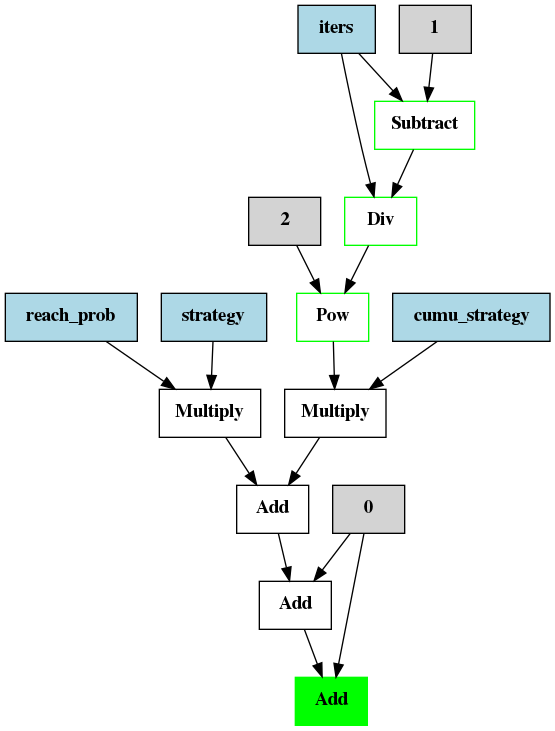 iters
1
Subtract
2
Div
reach_prob
strategy
Pow
cumu_strategy
Multiply
Multiply
Add
0
Add
Add